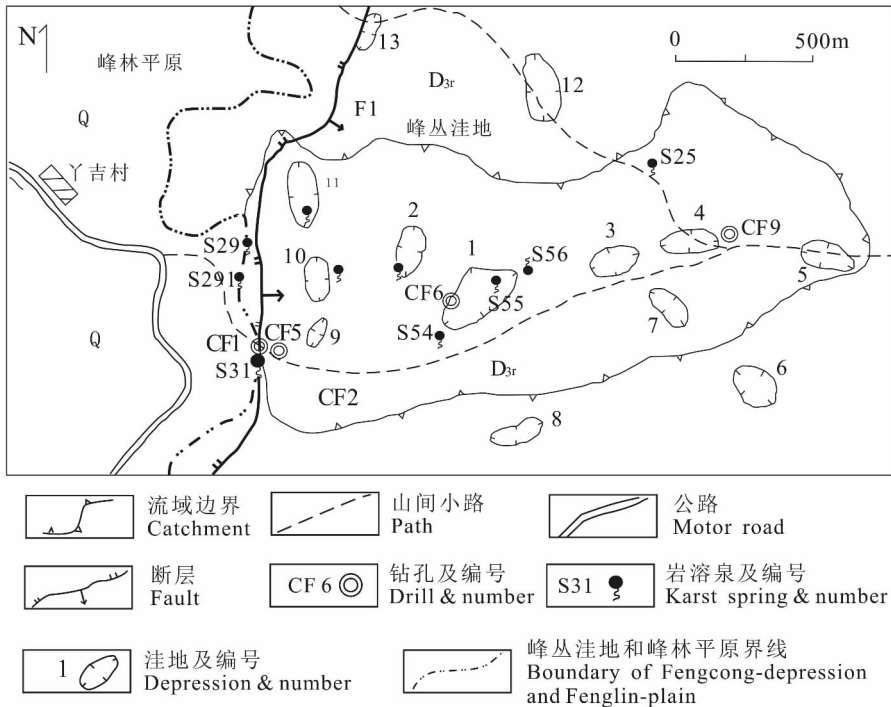 N
峰林平原
Q
丫吉村
Q
13
F1
D3r
峰丛洼地
12
0 500m
S25
11
2
1
S56
3
4
CF9
5
S29
S291
10
CF6
S55
S54
7
9
CF1
CF5
S31
CF2
D3r
8
6
流域边界
Catchment
山间小路
Path
公路
Motor road
断层
Fault
CF 6
钻孔及编号
Drill & number
S31
岩溶泉及编号
Karst spring & number
1
洼地及编号
Depression & number
峰丛洼地和峰林平原界线
Boundary of Fengcong-depression
and Fenglin-plain